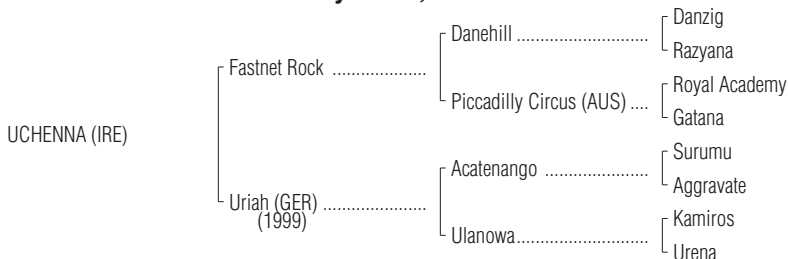 Danzig
Danehill
Razyana
Fastnet Rock
Royal Academy
Piccadilly Circus (AUS)
Gatana
UCHENNA (IRE)
Surumu
Acatenango
Aggravate
Uriah (GER)
(1999)
Kamiros
Ulanowa
Urena